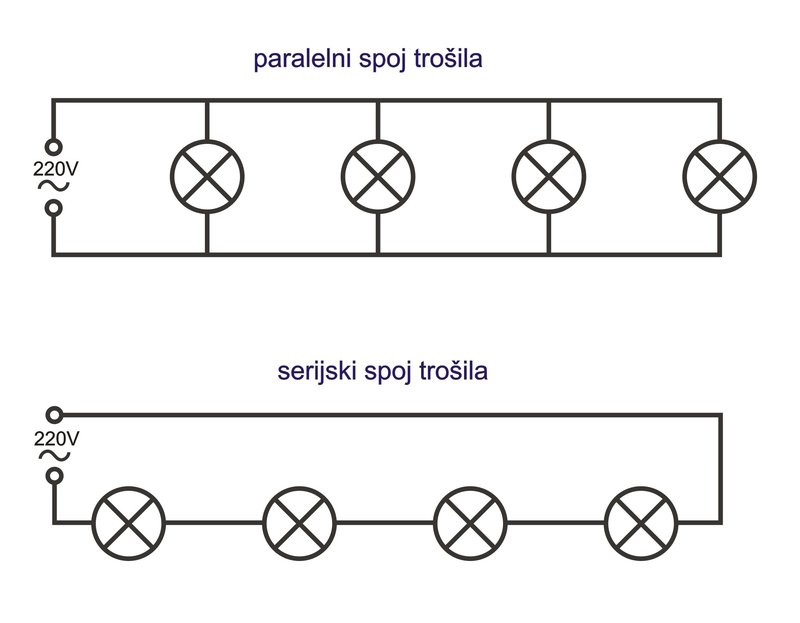 paralelni spoj trošila
220V
serijski spoj trošila
220V